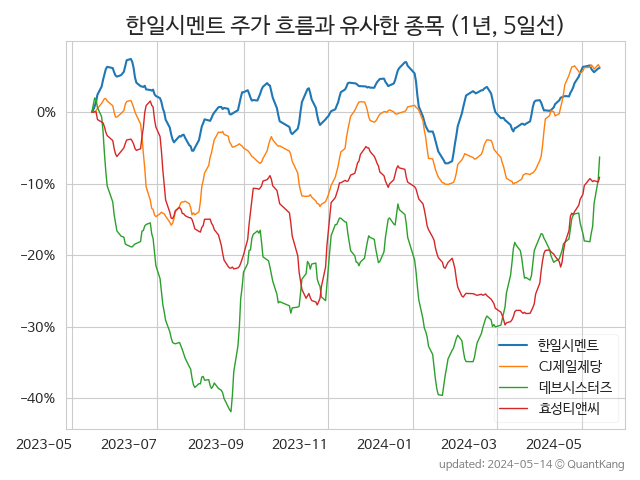 한일시멘트 주가 흐름과 유사한 종목 (1년, 5일선)
0%
−10%
−20%
−30%
−40%
한일시멘트
CJ제일제당
데브시스터즈
효성티앤씨
2023-05 2023-07 2023-09 2023-11 2024-01 2024-03 2024-05
updated: 2024-05-14 © QuantKang